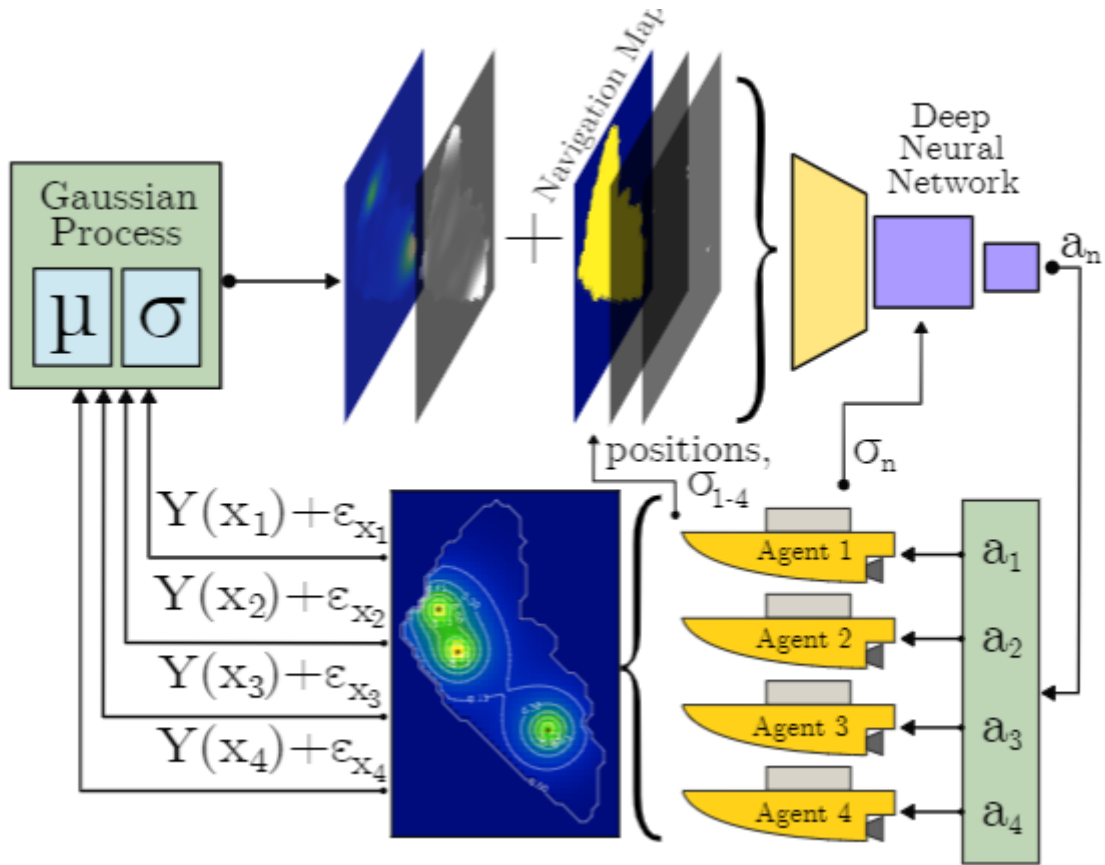 Navigation Map
Deep
Neural
Network
Gaussian
Process
μ σ
aₙ
positions,
σ₁₋₄
σₙ
Y(x₁)+εₓ₁
Y(x₂)+εₓ₂
Y(x₃)+εₓ₃
Y(x₄)+εₓ₄
+
Agent 1
a₁
Agent 2
a₂
Agent 3
a₃
Agent 4
a₄